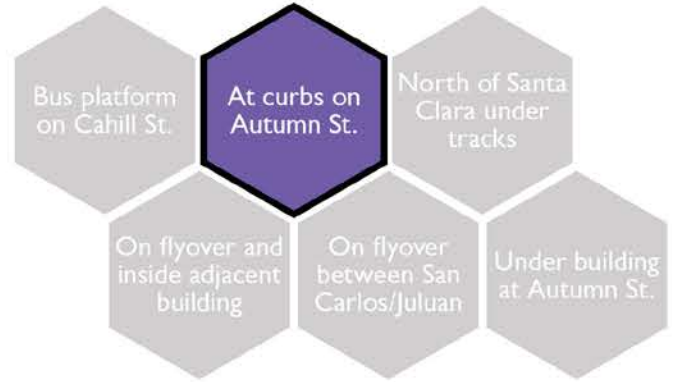 Bus platform
on Cahill St.
At curbs on
Autumn St.
North of Santa
Clara under
tracks
On flyover and
inside adjacent
building
On flyover
between San
Carlos/Juluan
Under building
at Autumn St.